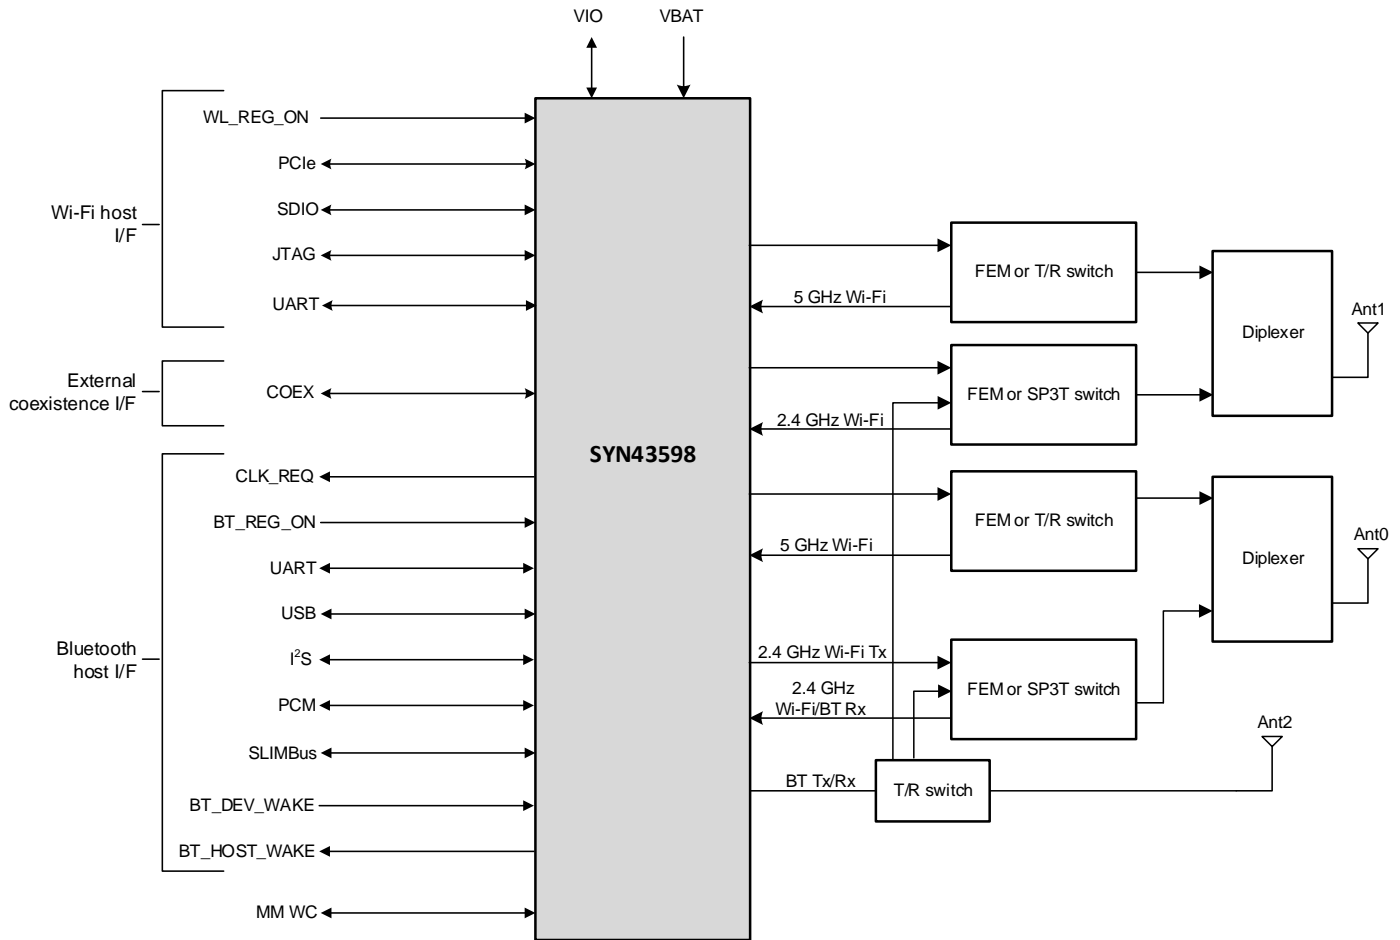 VIO
VBAT
Wi-Fi host
I/F
WL_REG_ON
PCIe
SDIO
JTAG
UART
External
coexistence I/F
COEX
Bluetooth
host I/F
CLK_REQ
BT_REG_ON
UART
USB
I²S
PCM
SLIMBus
BT_DEV_WAKE
BT_HOST_WAKE
MM WC
SYN43598
5 GHz Wi-Fi
2.4 GHz Wi-Fi
5 GHz Wi-Fi
2.4 GHz Wi-Fi Tx
2.4 GHz
Wi-Fi/BT Rx
BT Tx/Rx
FEM or T/R switch
FEM or SP3T switch
FEM or T/R switch
FEM or SP3T switch
T/R switch
Diplexer
Ant1
Diplexer
Ant0
Ant2